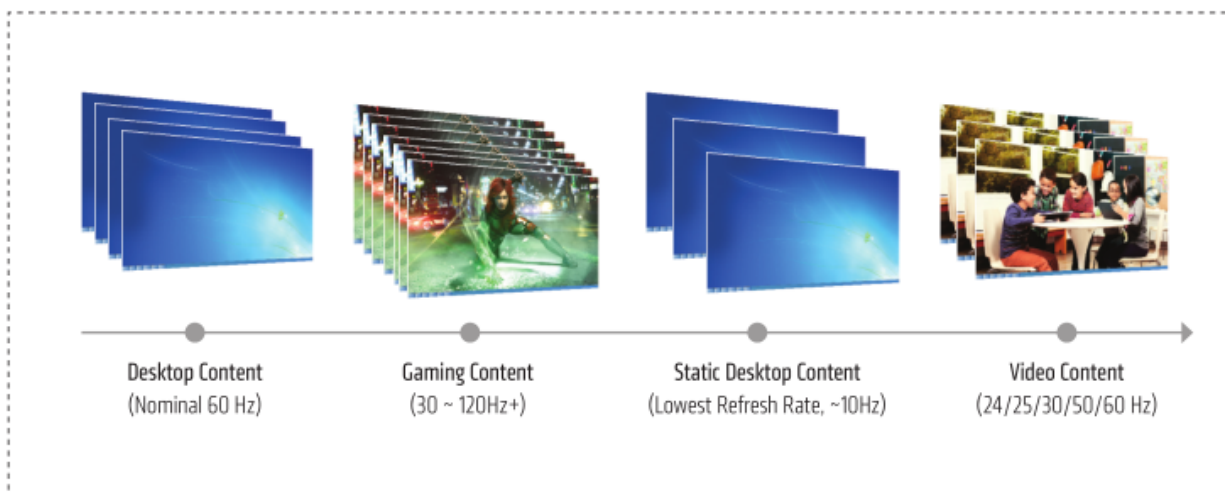 Desktop Content
(Nominal 60 Hz)
Gaming Content
(30 ~ 120Hz+)
Static Desktop Content
(Lowest Refresh Rate, ~10Hz)
Video Content
(24/25/30/50/60 Hz)